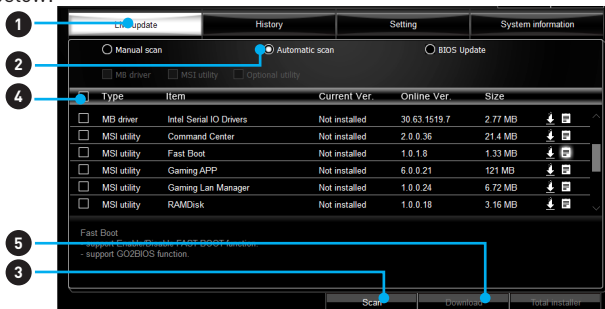 1 Live update History Setting System information
2 Manual scan Automatic scan BIOS Update
MB driver MSI utility Optional utility
4 Type Item Current Ver. Online Ver. Size
MB driver Intel Serial IO Drivers Not installed 30.63.1519.7 2.77 MB
MSI utility Command Center Not installed 2.0.0.36 21.4 MB
MSI utility Fast Boot Not installed 1.0.1.8 1.33 MB
MSI utility Gaming APP Not installed 6.0.0.21 121 MB
MSI utility Gaming Lan Manager Not installed 1.0.0.24 6.72 MB
MSI utility RAMDisk Not installed 1.0.0.18 3.16 MB
Fast Boot
5 - support Enable/Disable FAST BOOT function.
- support GO2BIOS function.
3 Scan Download Total installer